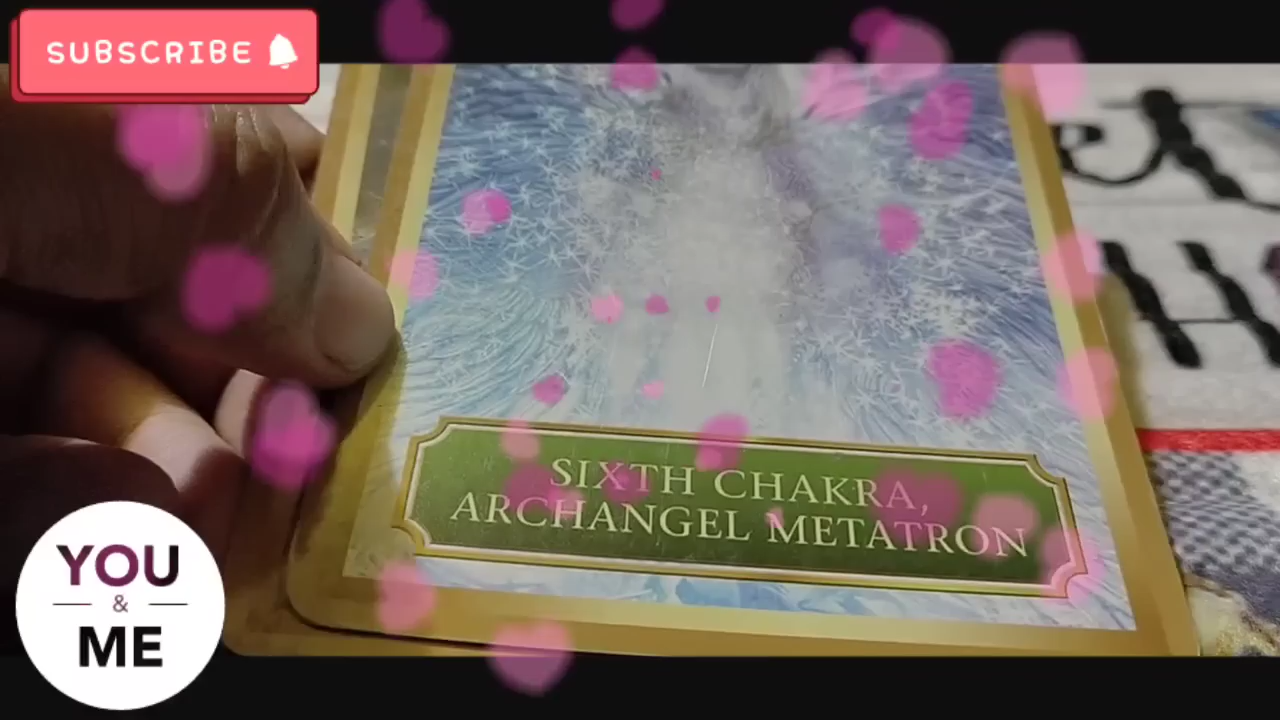 SUBSCRIBE
SIXTH CHAKRA,
ARCHANGEL METATRON
YOU
&
ME